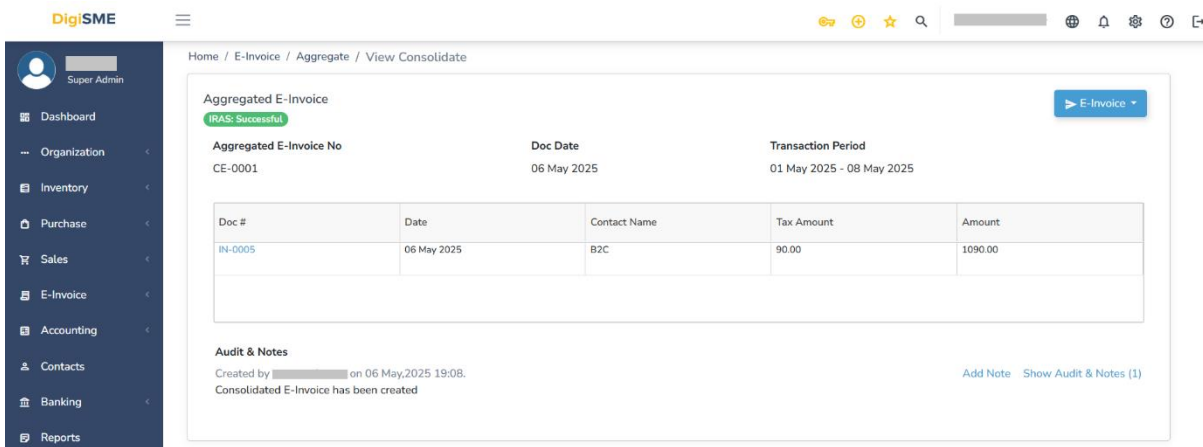 DigiSME
Super Admin
Dashboard
Organization
Inventory
Purchase
Sales
E-Invoice
Accounting
Contacts
Banking
Reports
Home / E-Invoice / Aggregate / View Consolidate
Aggregated E-Invoice
E-Invoice
IRAS: Successful
Aggregated E-Invoice No Doc Date Transaction Period
CE-0001 06 May 2025 01 May 2025 - 08 May 2025
Doc # Date Contact Name Tax Amount Amount
IN-0005 06 May 2025 B2C 90.00 1090.00
Audit & Notes
Created by on 06 May,2025 19:08. Add Note Show Audit & Notes (1)
Consolidated E-Invoice has been created